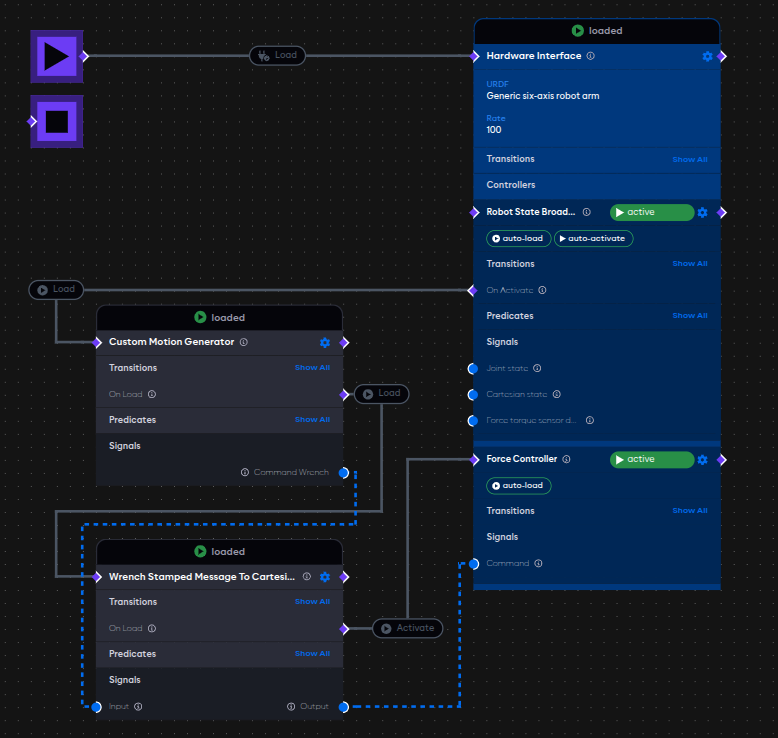 loaded
Load
Hardware Interface
URDF
Generic six-axis robot arm
Rate
100
Transitions
Show All
Controllers
Robot State Broad...
active
auto-load
auto-activate
Transitions
Show All
On Activate
Predicates
Show All
Signals
Joint state
Cartesian state
Force torque sensor d...
Force Controller
active
auto-load
Transitions
Show All
Signals
Command
Load
loaded
Custom Motion Generator
Transitions
Show All
On Load
Load
Predicates
Show All
Signals
Command Wrench
loaded
Wrench Stamped Message To Cartesi...
Transitions
Show All
On Load
Activate
Predicates
Show All
Signals
Input
Output